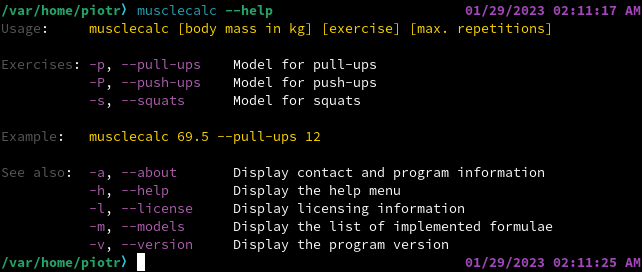 /var/home/piotr> musclecalc --help 01/29/2023 02:11:17 AM
Usage: musclecalc [body mass in kg] [exercise] [max. repetitions]
Exercises: -p, --pull-ups Model for pull-ups
-P, --push-ups Model for push-ups
-s, --squats Model for squats
Example: musclecalc 69.5 --pull-ups 12
See also: -a, --about Display contact and program information
-h, --help Display the help menu
-l, --license Display licensing information
-m, --models Display the list of implemented formulae
-v, --version Display the program version
/var/home/piotr> 01/29/2023 02:11:25 AM